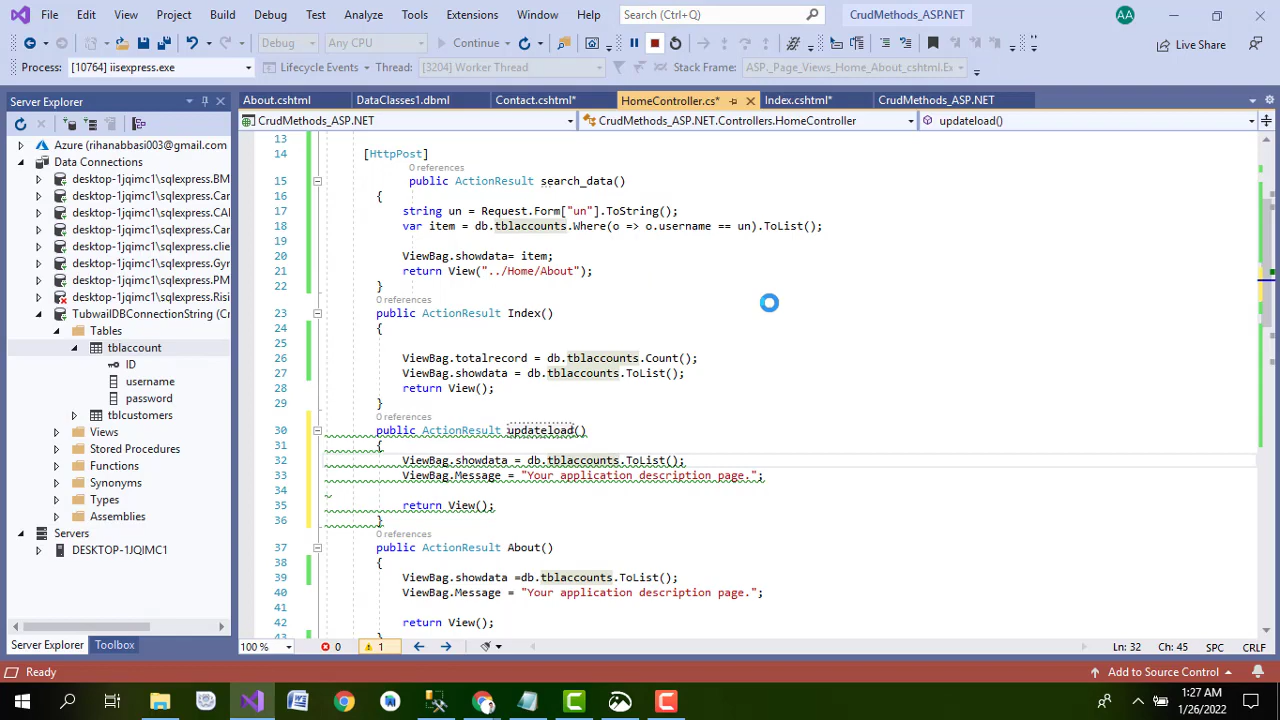 File Edit View Project Build Debug Test Analyze Tools Extensions Window Help Search (Ctrl+Q) CrudMethods_ASP.NET AA
Debug Any CPU Continue Live Share
Process: [10764] iisexpress.exe Lifecycle Events Thread: [3204] Worker Thread Stack Frame: ASP._Page_Views_Home_About_cshtml.Ex
Server Explorer
About.cshtml DataClasses1.dbml Contact.cshtml* HomeController.cs* Index.cshtml* CrudMethods_ASP.NET
CrudMethods_ASP.NET CrudMethods_ASP.NET.Controllers.HomeController updateload()
Azure (rihanabbasi003@gmail.com
Data Connections
desktop-1jqimc1\sqlexpress.BM
desktop-1jqimc1\sqlexpress.Car
desktop-1jqimc1\sqlexpress.CAI
desktop-1jqimc1\sqlexpress.Car
desktop-1jqimc1\sqlexpress.clie
desktop-1jqimc1\sqlexpress.Gyr
desktop-1jqimc1\sqlexpress.PM
desktop-1jqimc1\sqlexpress.Risi
TubwailDBConnectionString (Cr
Tables
tblaccount
ID
username
password
tblcustomers
Views
Stored Procedures
Functions
Synonyms
Types
Assemblies
Servers
DESKTOP-1JQIMC1
Server Explorer Toolbox
13
14 [HttpPost]
0 references
15 public ActionResult search_data()
16 {
17 string un = Request.Form["un"].ToString();
18 var item = db.tblaccounts.Where(o => o.username == un).ToList();
19
20 ViewBag.showdata= item;
21 return View("../Home/About");
22 }
0 references
23 public ActionResult Index()
24 {
25
26 ViewBag.totalrecord = db.tblaccounts.Count();
27 ViewBag.showdata = db.tblaccounts.ToList();
28 return View();
29 }
0 references
30 public ActionResult updateload()
31 {
32 ViewBag.showdata = db.tblaccounts.ToList();
33 ViewBag.Message = "Your application description page.";
34
35 return View();
36 }
0 references
37 public ActionResult About()
38 {
39 ViewBag.showdata =db.tblaccounts.ToList();
40 ViewBag.Message = "Your application description page.";
41
42 return View();
43 }
100 % 0 1 Ln: 32 Ch: 45 SPC CRLF
Ready Add to Source Control
1:27 AM
1/26/2022